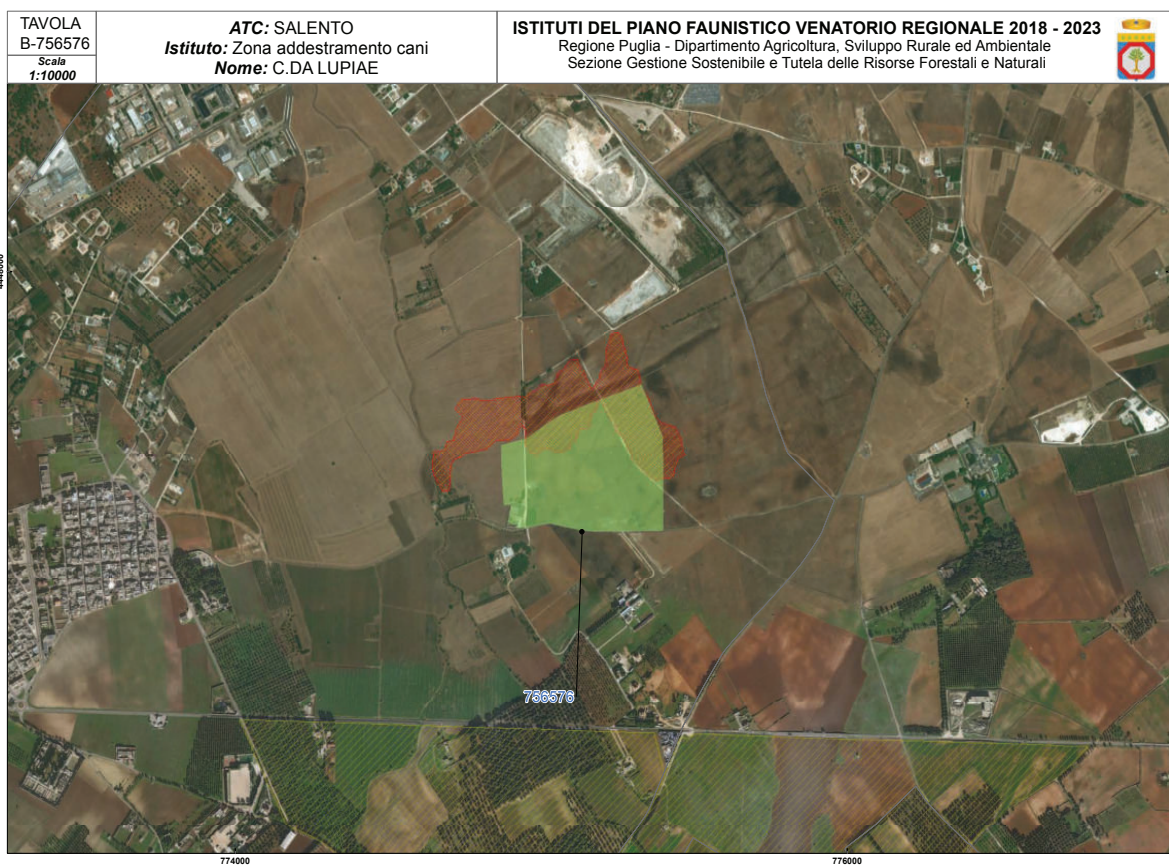 TAVOLA
B-756576
Scala
1:10000
ATC: SALENTO
Istituto: Zona addestramento cani
Nome: C.DA LUPIAE
ISTITUTI DEL PIANO FAUNISTICO VENATORIO REGIONALE 2018 - 2023
Regione Puglia - Dipartimento Agricoltura, Sviluppo Rurale ed Ambientale
Sezione Gestione Sostenibile e Tutela delle Risorse Forestali e Naturali
756576
774000
776000